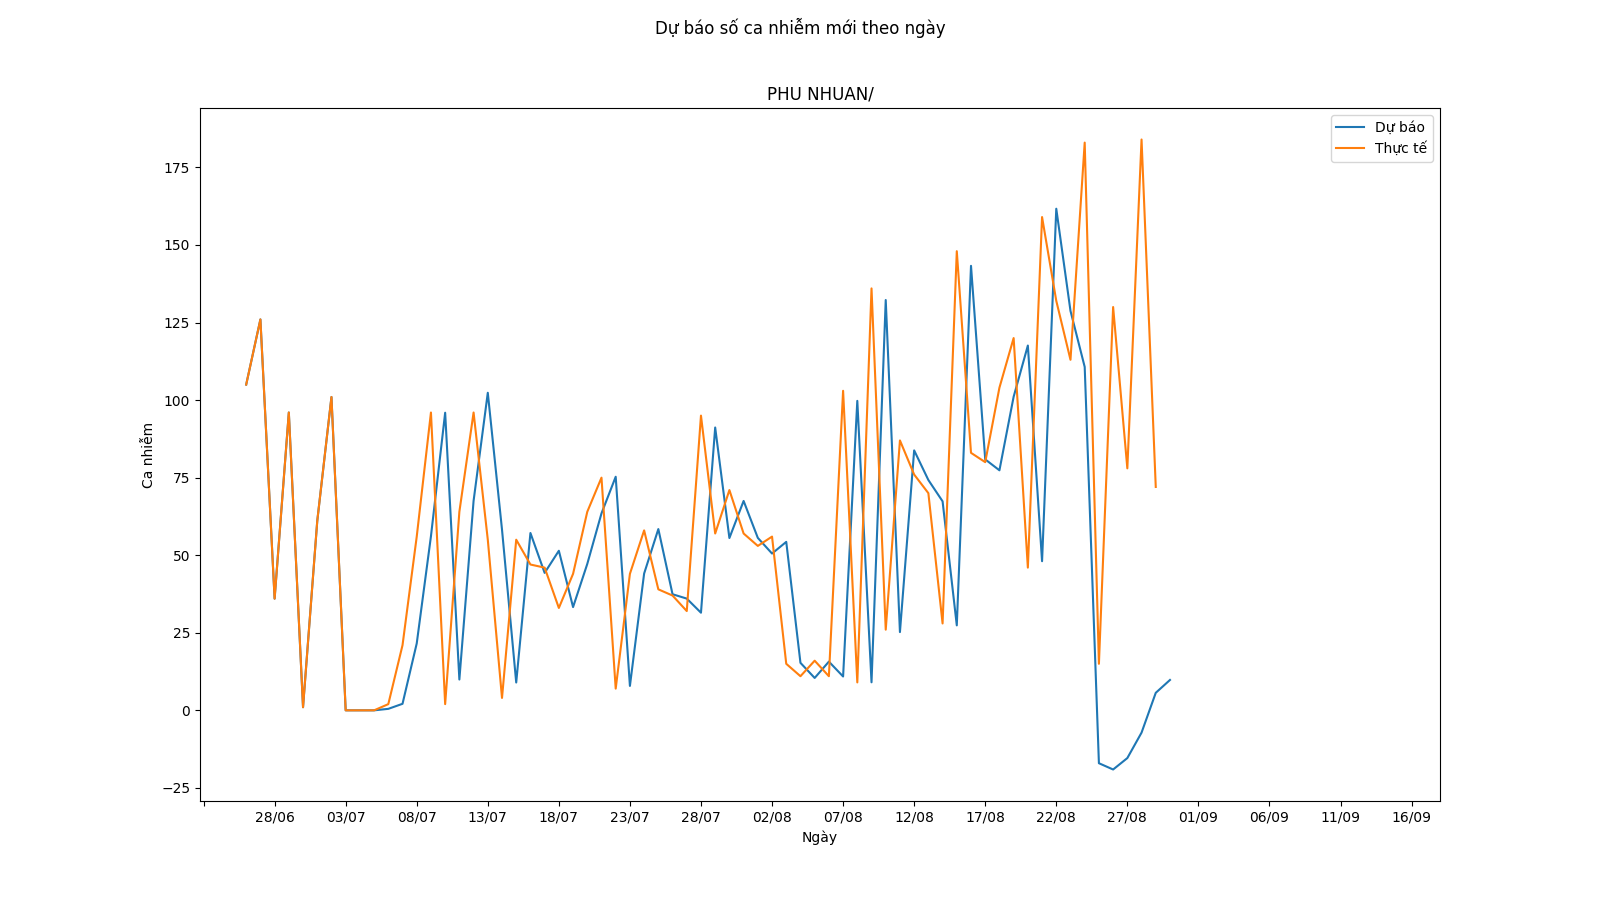 Dự báo số ca nhiễm mới theo ngày
PHU NHUAN/
Dự báo
Thực tế
175
150
125
100
75
50
25
0
−25
Ca nhiễm
28/06 03/07 08/07 13/07 18/07 23/07 28/07 02/08 07/08 12/08 17/08 22/08 27/08 01/09 06/09 11/09 16/09
Ngày